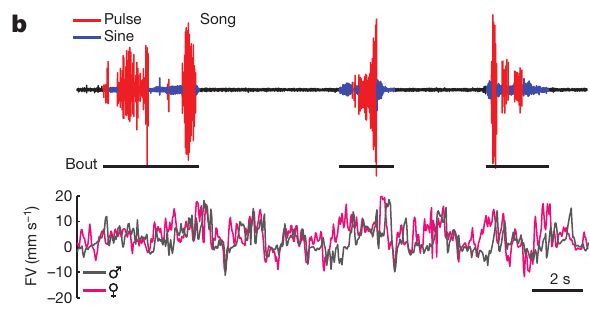 b
Pulse
Song
Sine
Bout
20
10
0
−10
−20
FV (mm s⁻¹)
♂
♀
2 s